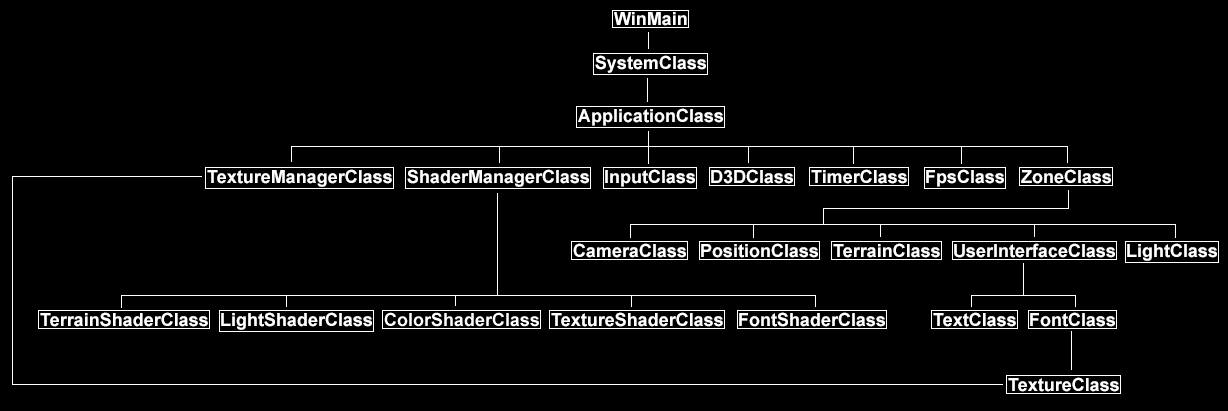 WinMain
SystemClass
ApplicationClass
TextureManagerClass ShaderManagerClass InputClass D3DClass TimerClass FpsClass ZoneClass
CameraClass PositionClass TerrainClass UserInterfaceClass LightClass
TerrainShaderClass LightShaderClass ColorShaderClass TextureShaderClass FontShaderClass TextClass FontClass
TextureClass